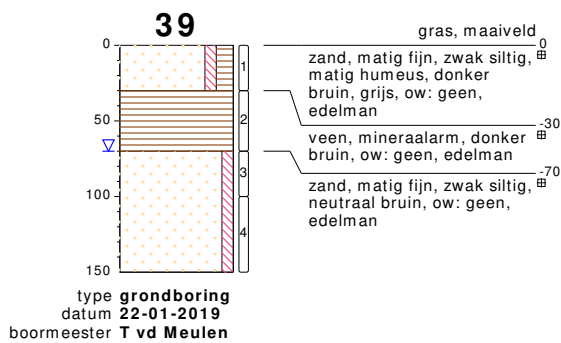 39
gras, maaiveld
0
0
zand, matig fijn, zwak siltig,
matig humeus, donker
bruin, grijs, ow: geen,
edelman
1
-30
50
2
veen, mineraalarm, donker
bruin, ow: geen, edelman
-70
3
zand, matig fijn, zwak siltig,
neutraal bruin, ow: geen,
edelman
100
4
150
type grondboring
datum 22-01-2019
boormeester T vd Meulen